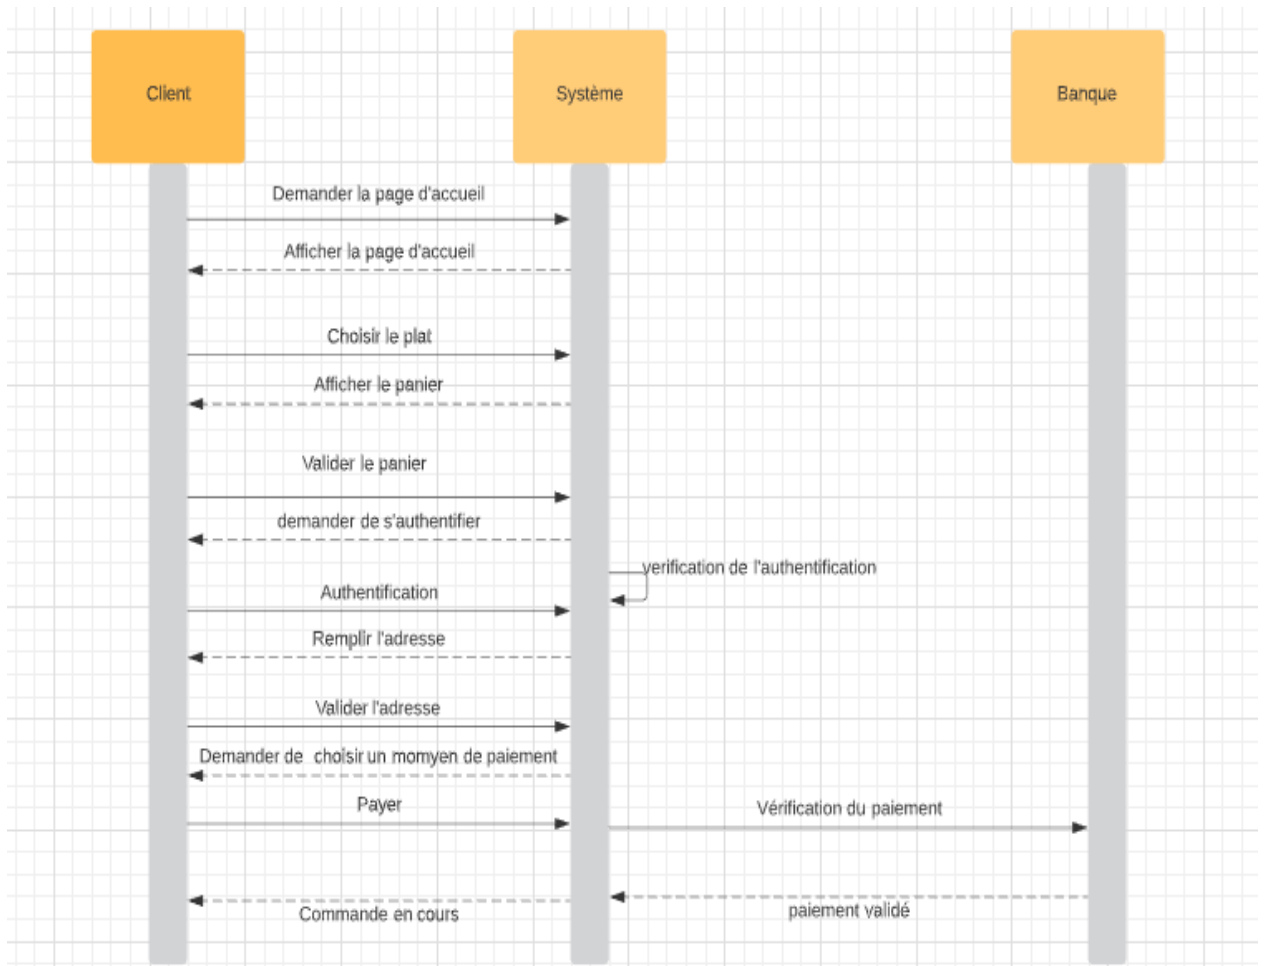 Client
Système
Banque
Demander la page d'accueil
Afficher la page d'accueil
Choisir le plat
Afficher le panier
Valider le panier
demander de s'authentifier
verification de l'authentification
Authentification
Remplir l'adresse
Valider l'adresse
Demander de choisir un momyen de paiement
Payer
Vérification du paiement
paiement validé
Commande en cours